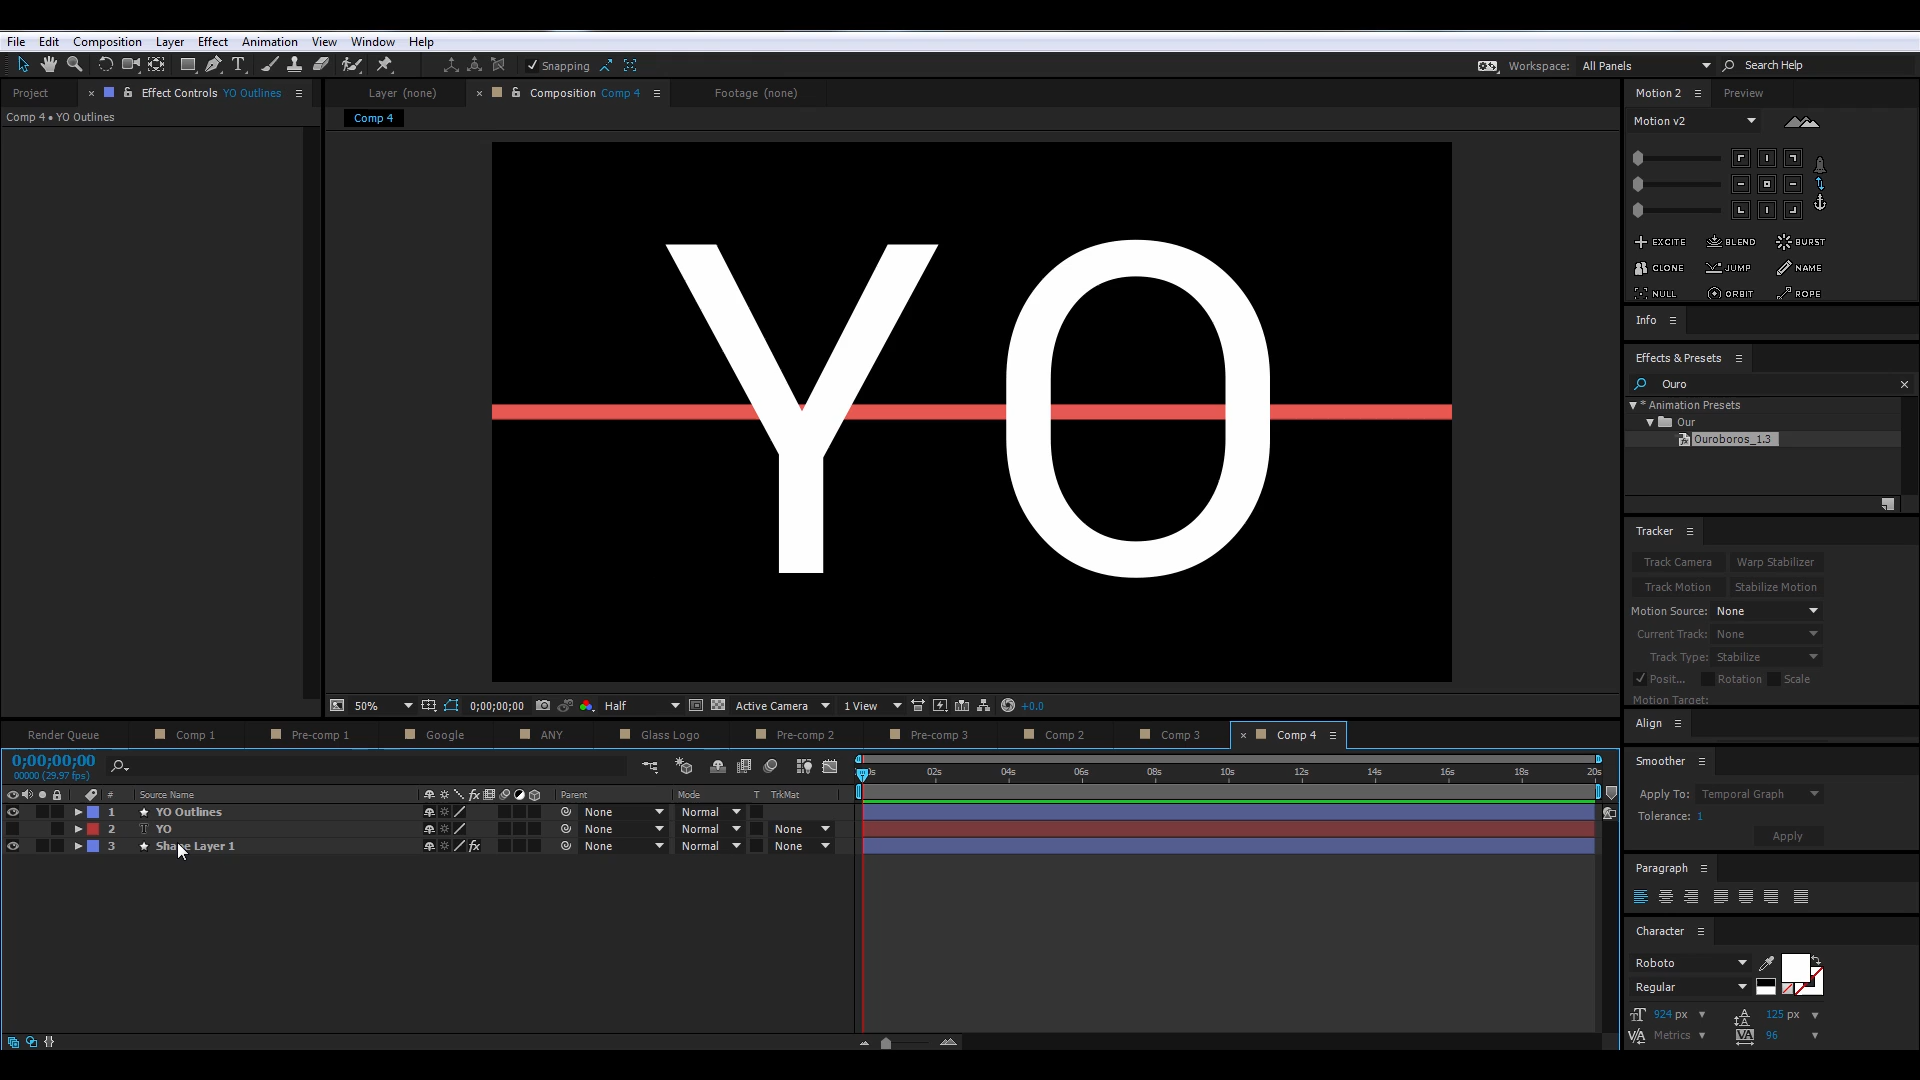 File Edit Composition Layer Effect Animation View Window Help
Snapping Workspace: All Panels Search Help
Project Effect Controls YO Outlines
Comp 4 • YO Outlines
Layer (none) Composition Comp 4 Footage (none)
Comp 4
YO
50% 0;00;00;00 Half Active Camera 1 View +0.0
Motion 2 Preview
Motion v2
EXCITE BLEND BURST
CLONE JUMP NAME
NULL ORBIT ROPE
Info
Effects & Presets
Ouro
* Animation Presets
Our
Ouroboros_1.3
Tracker
Track Camera Warp Stabilizer
Track Motion Stabilize Motion
Motion Source: None
Current Track: None
Track Type: Stabilize
Posit... Rotation Scale
Motion Target:
Align
Smoother
Apply To: Temporal Graph
Tolerance: 1
Apply
Paragraph
Character
Roboto
Regular
924 px 125 px
Metrics 96
Render Queue Comp 1 Pre-comp 1 Google ANY Glass Logo Pre-comp 2 Pre-comp 3 Comp 2 Comp 3 Comp 4
0;00;00;00
00000 (29.97 fps)
02s 04s 06s 08s 10s 12s 14s 16s 18s 20s
# Source Name fx Parent Mode T TrkMat
1 YO Outlines None Normal
2 T YO None Normal None
3 Shape Layer 1 fx None Normal None